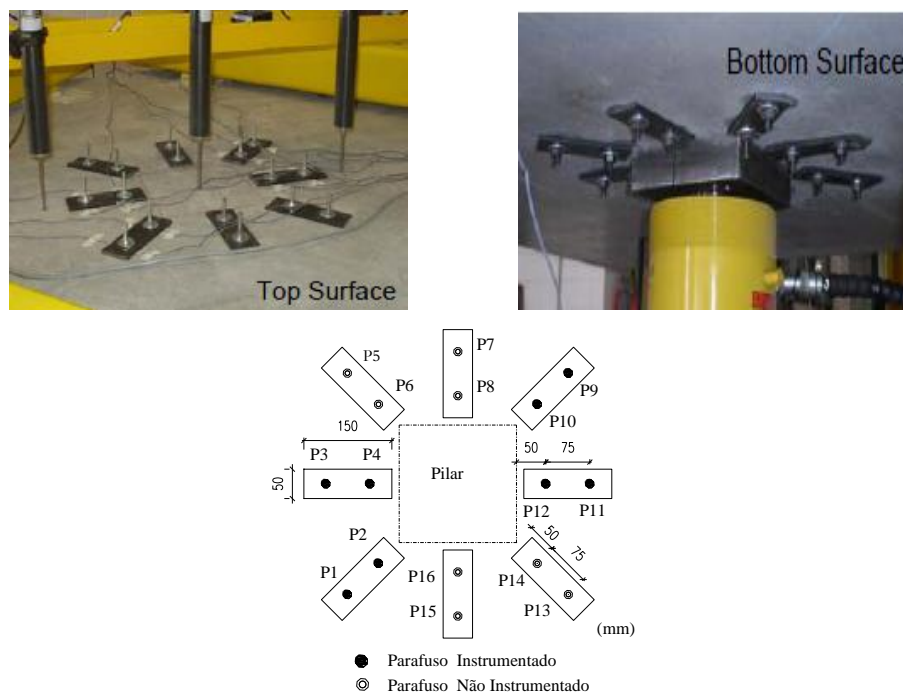 Top Surface
Bottom Surface
P5
P6
P7
P8
P9
P10
150
P3
P4
50
Pilar
50
75
P12
P11
P2
P1
P16
P15
50
75
P14
P13
(mm)
Parafuso Instrumentado
Parafuso Não Instrumentado